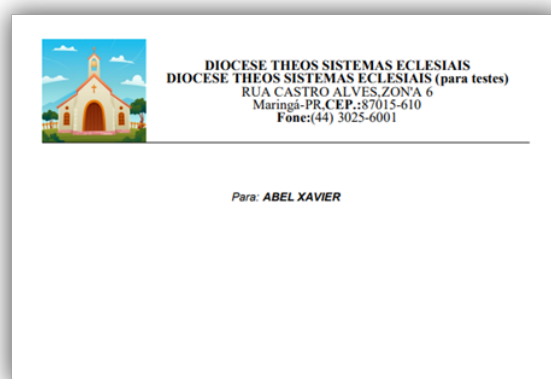 DIOCESE THEOS SISTEMAS ECLESIAIS
DIOCESE THEOS SISTEMAS ECLESIAIS (para testes)
RUA CASTRO ALVES,ZON'A 6
Maringá-PR,CEP.:87015-610
Fone:(44) 3025-6001
Para: ABEL XAVIER